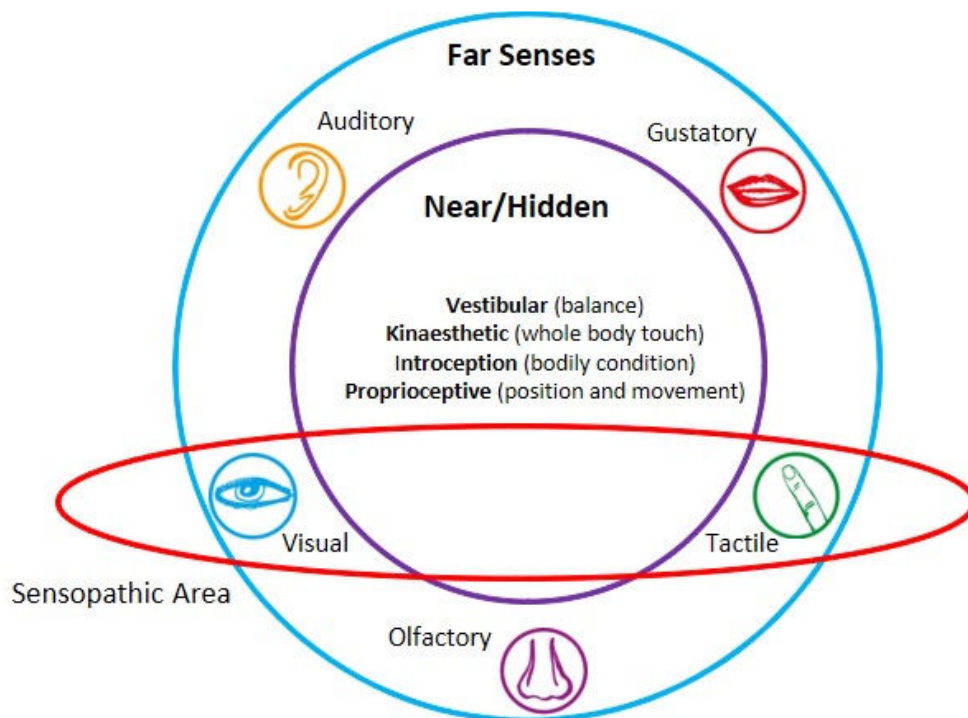 Far Senses
Auditory
Gustatory
Near/Hidden
Vestibular (balance)
Kinaesthetic (whole body touch)
Introception (bodily condition)
Proprioceptive (position and movement)
Visual
Tactile
Sensopathic Area
Olfactory